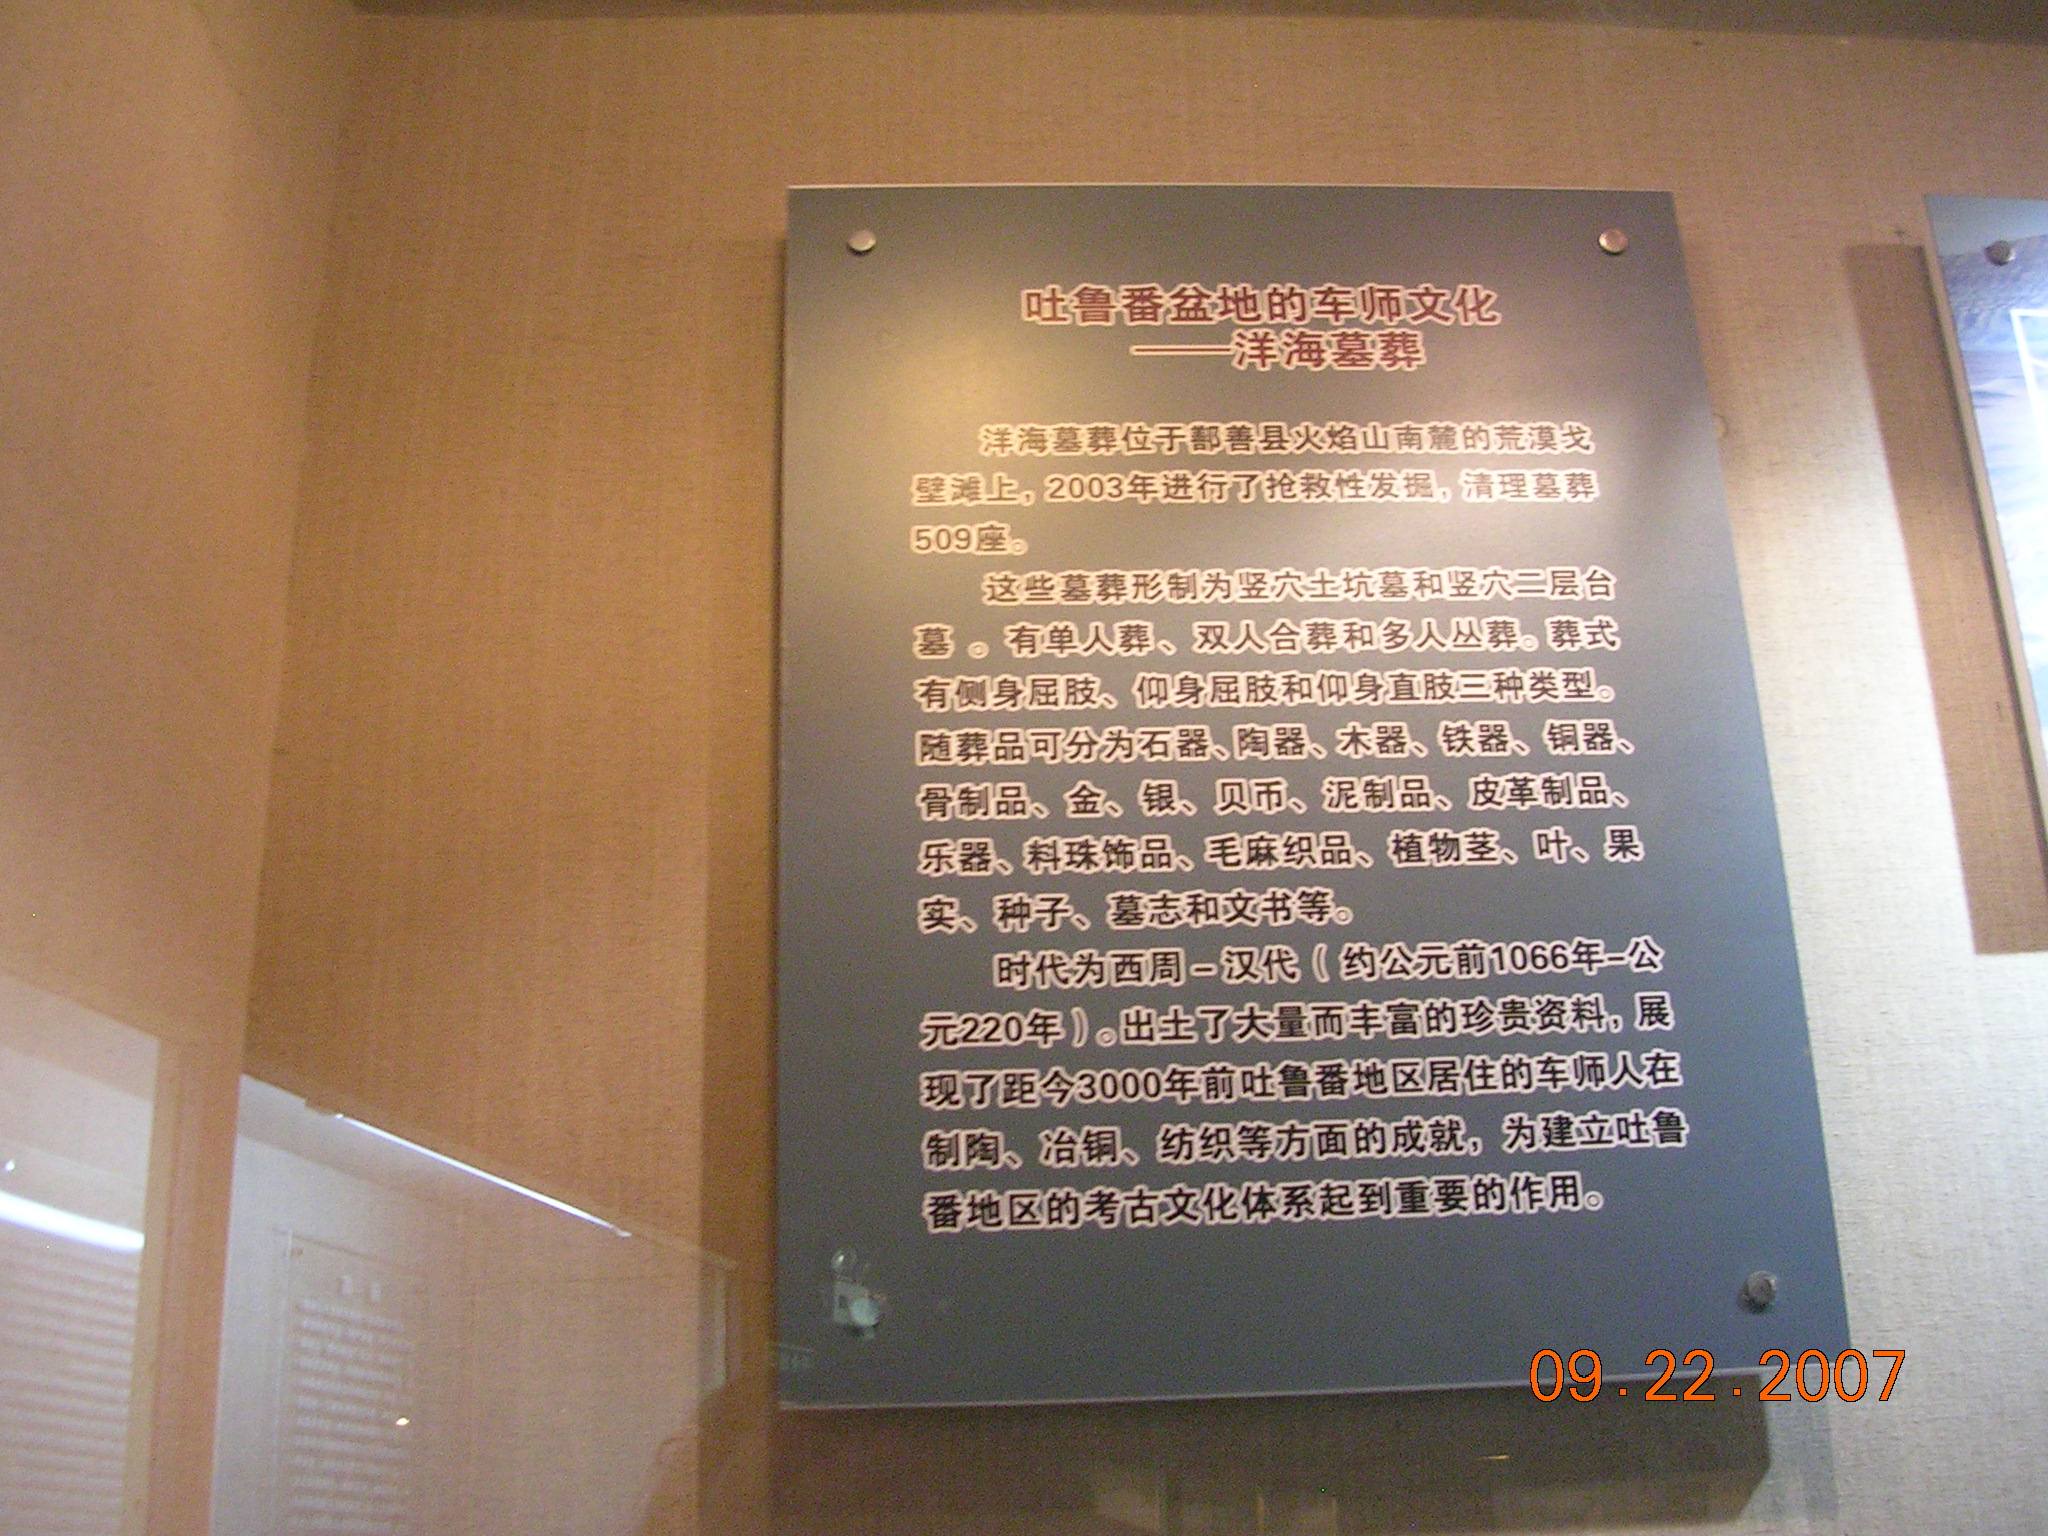 吐鲁番盆地的车师文化
——洋海墓葬
洋海墓葬位于鄯善县火焰山南麓的荒漠戈
壁滩上，2003年进行了抢救性发掘，清理墓葬
509座。
这些墓葬形制为竖穴土坑墓和竖穴二层台
墓 。有单人葬、双人合葬和多人丛葬。葬式
有侧身屈肢、仰身屈肢和仰身直肢三种类型。
随葬品可分为石器、陶器、木器、铁器、铜器、
骨制品、金、银、贝币、泥制品、皮革制品、
乐器、料珠饰品、毛麻织品、植物茎、叶、果
实、种子、墓志和文书等。
时代为西周－汉代（约公元前1066年–公
元220年）。出土了大量而丰富的珍贵资料，展
现了距今3000年前吐鲁番地区居住的车师人在
制陶、冶铜、纺织等方面的成就，为建立吐鲁
番地区的考古文化体系起到重要的作用。
09.22.2007